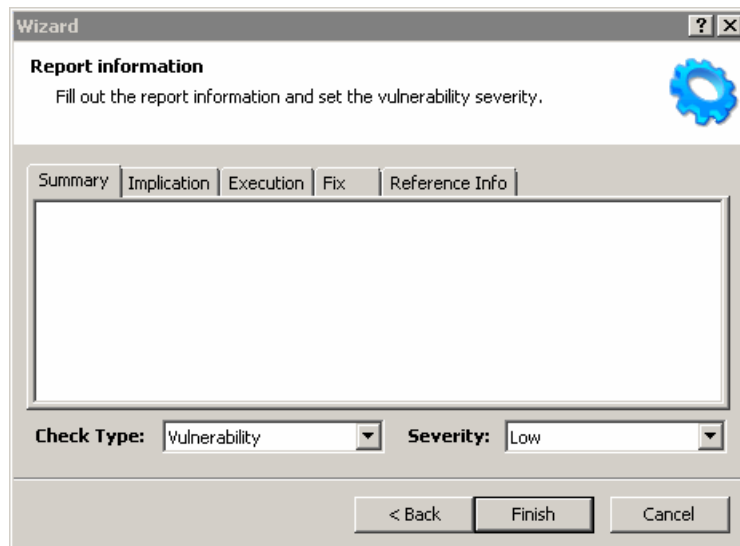 Wizard
Report information
Fill out the report information and set the vulnerability severity.
Summary Implication Execution Fix Reference Info
Check Type: Vulnerability Severity: Low
< Back Finish Cancel